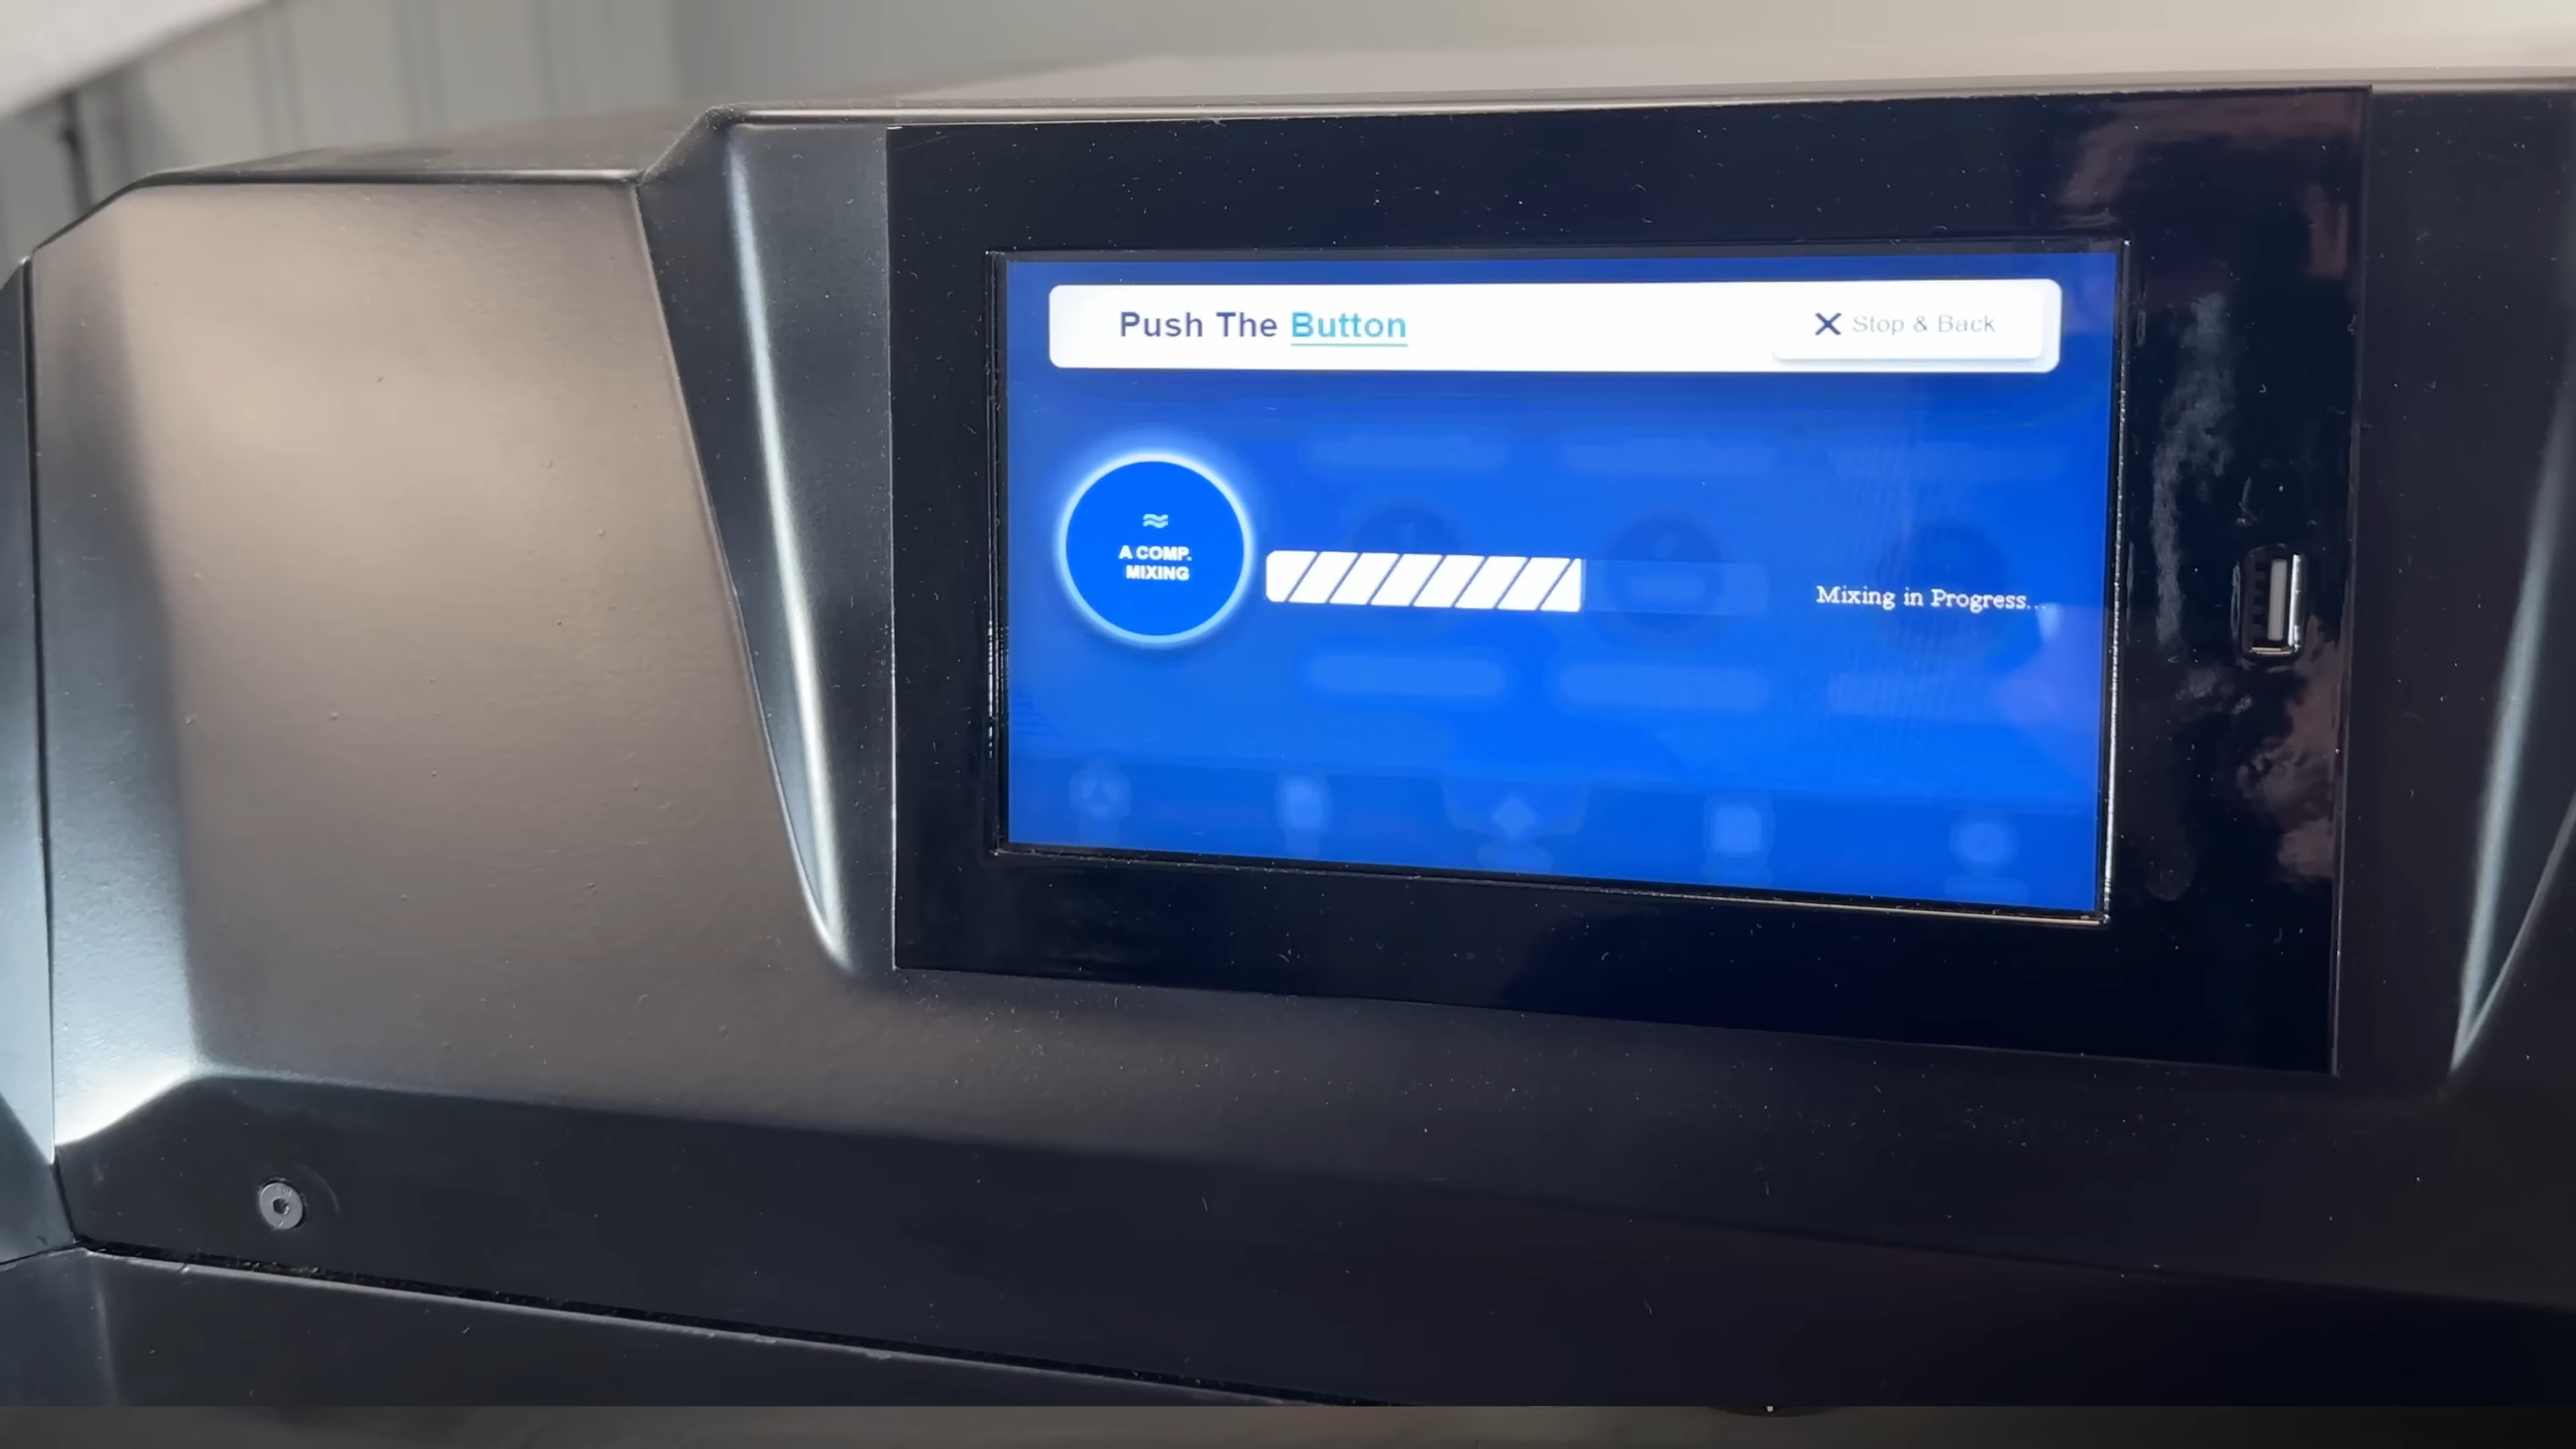 Push The Button
Stop & Back
A COMP.
MIXING
Mixing in Progress...